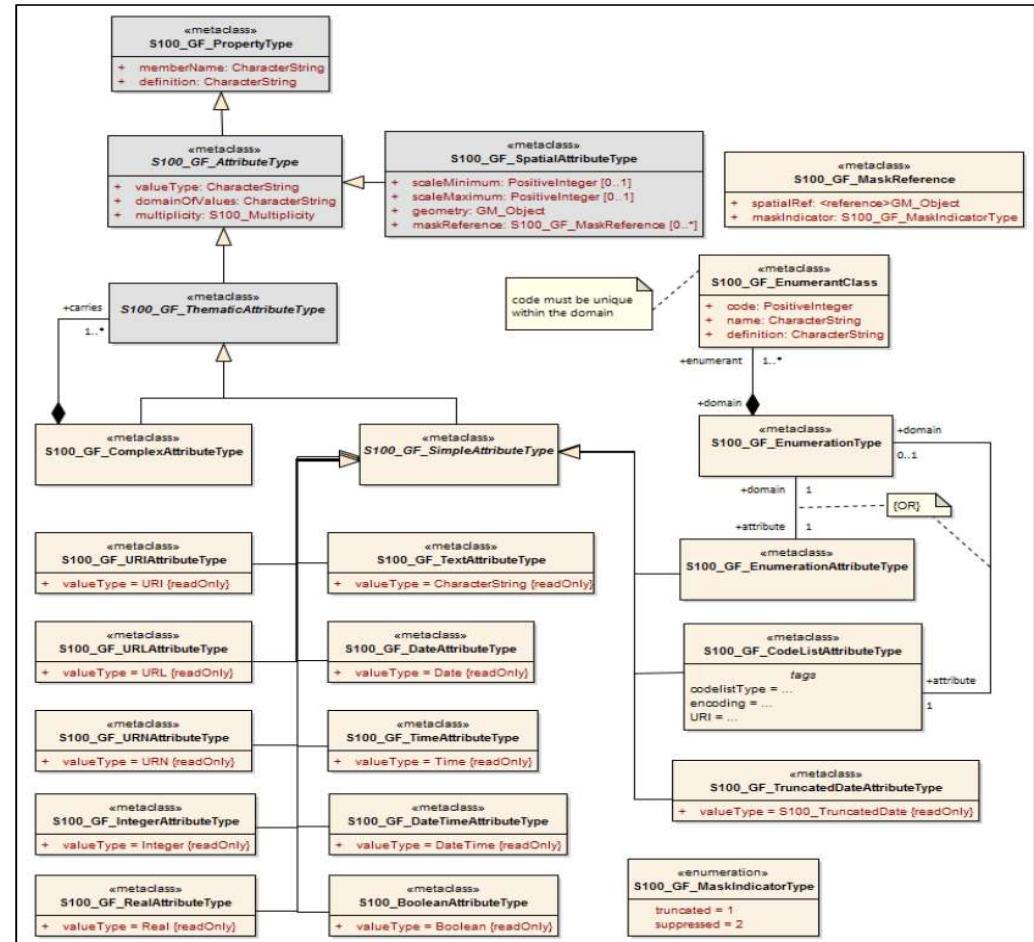 «metaclass»
S100_GF_PropertyType
+ memberName: CharacterString
+ definition: CharacterString
«metaclass»
S100_GF_AttributeType
+ valueType: CharacterString
+ domainOfValues: CharacterString
+ multiplicity: S100_Multiplicity
«metaclass»
S100_GF_SpatialAttributeType
+ scaleMinimum: PositiveInteger [0..1]
+ scaleMaximum: PositiveInteger [0..1]
+ geometry: GM_Object
+ maskReference: S100_GF_MaskReference [0..*]
«metaclass»
S100_GF_MaskReference
+ spatialRef: <reference>GM_Object
+ maskIndicator: S100_GF_MaskIndicatorType
«metaclass»
S100_GF_ThematicAttributeType
+carries
1..*
code must be unique
within the domain
«metaclass»
S100_GF_EnumerantClass
+ code: PositiveInteger
+ name: CharacterString
+ definition: CharacterString
+enumerant 1..*
+domain
«metaclass»
S100_GF_ComplexAttributeType
«metaclass»
S100_GF_SimpleAttributeType
«metaclass»
S100_GF_EnumerationType
+domain
0..1
+domain 1
{OR}
+attribute 1
«metaclass»
S100_GF_EnumerationAttributeType
«metaclass»
S100_GF_URIAttributeType
+ valueType = URI {readOnly}
«metaclass»
S100_GF_TextAttributeType
+ valueType = CharacterString {readOnly}
«metaclass»
S100_GF_URLAttributeType
+ valueType = URL {readOnly}
«metaclass»
S100_GF_DateAttributeType
+ valueType = Date {readOnly}
«metaclass»
S100_GF_CodeListAttributeType
tags
codelistType = ...
encoding = ...
URI = ...
+attribute
1
«metaclass»
S100_GF_URNAttributeType
+ valueType = URN {readOnly}
«metaclass»
S100_GF_TimeAttributeType
+ valueType = Time {readOnly}
«metaclass»
S100_GF_TruncatedDateAttributeType
+ valueType = S100_TruncatedDate {readOnly}
«metaclass»
S100_GF_IntegerAttributeType
+ valueType = Integer {readOnly}
«metaclass»
S100_GF_DateTimeAttributeType
+ valueType = DateTime {readOnly}
«metaclass»
S100_GF_RealAttributeType
+ valueType = Real {readOnly}
«metaclass»
S100_BooleanAttributeType
+ valueType = Boolean {readOnly}
«enumeration»
S100_GF_MaskIndicatorType
truncated = 1
suppressed = 2